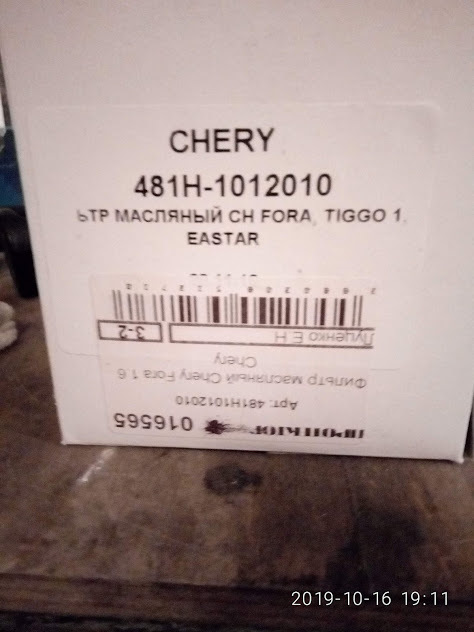 CHERY
481H-1012010
ЬТР МАСЛЯНЫЙ CH FORA, TIGGO 1,
EASTAR
016565
Арт: 481H1012010
Фильтр масляный Chery Fora 1.6
Chery
Луценко Е Н
3-2
2019-10-16 19:11